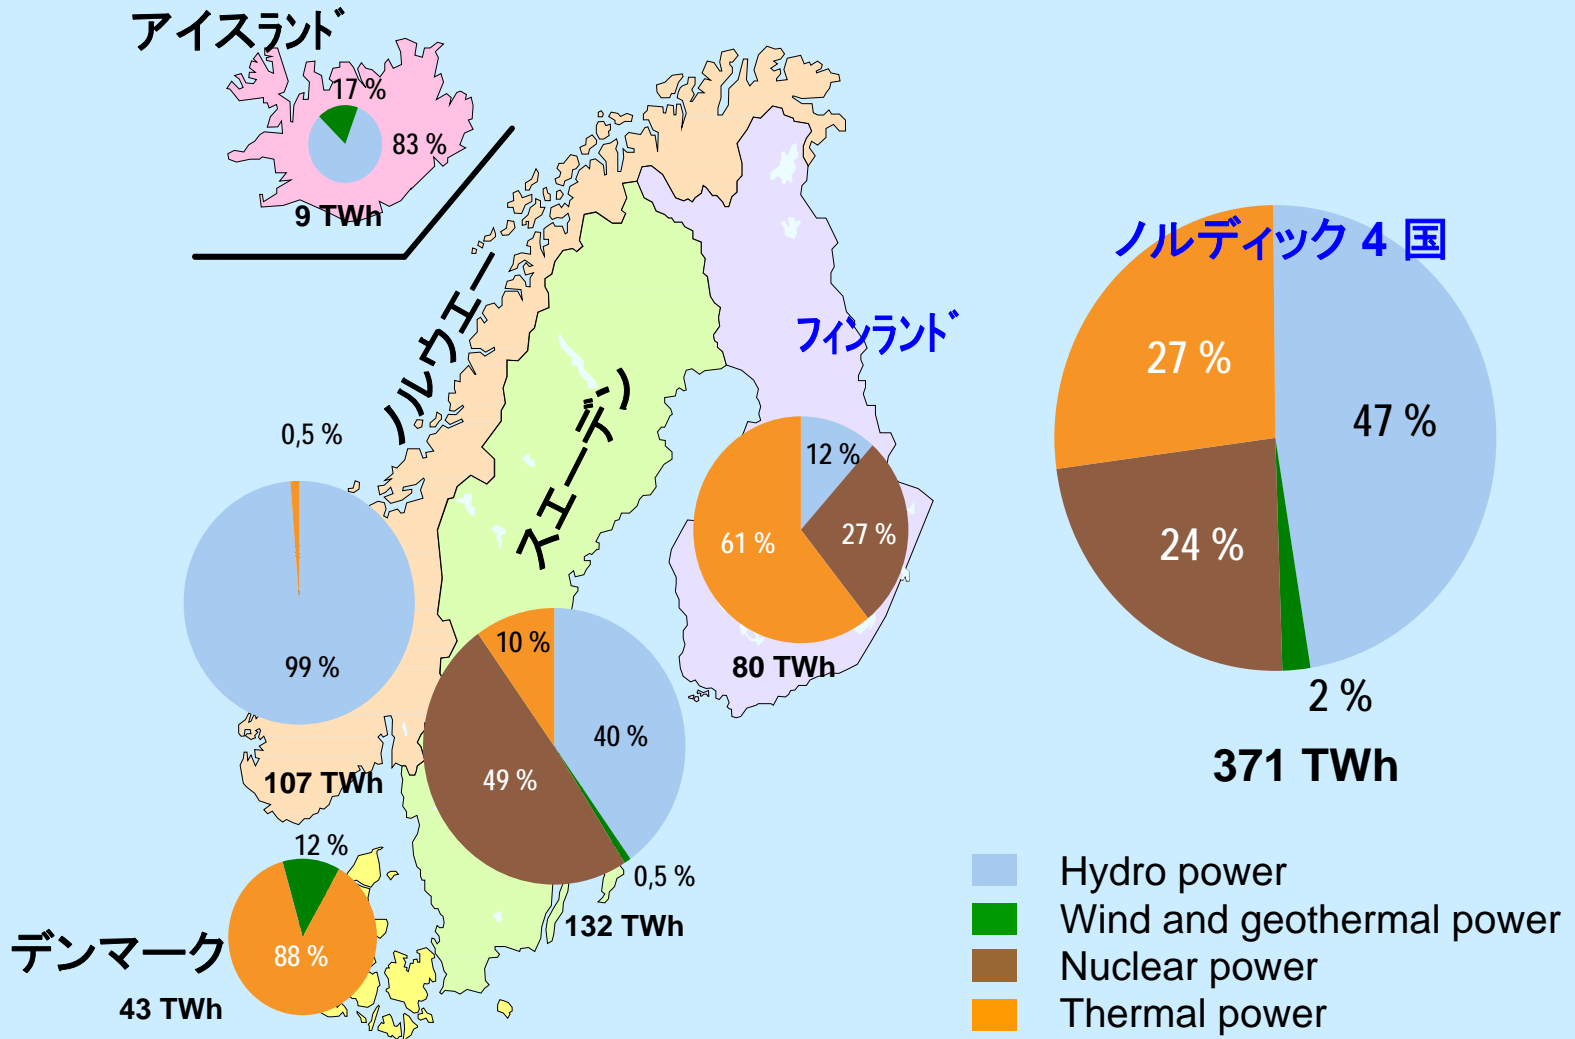 アイスランド
17 %
83 %
9 TWh
ノルウエー
0,5 %
99 %
107 TWh
スエーデン
10 %
40 %
49 %
0,5 %
132 TWh
フィンランド
12 %
27 %
61 %
80 TWh
デンマーク
12 %
88 %
43 TWh
ノルディック 4 国
27 %
47 %
24 %
2 %
371 TWh
Hydro power
Wind and geothermal power
Nuclear power
Thermal power